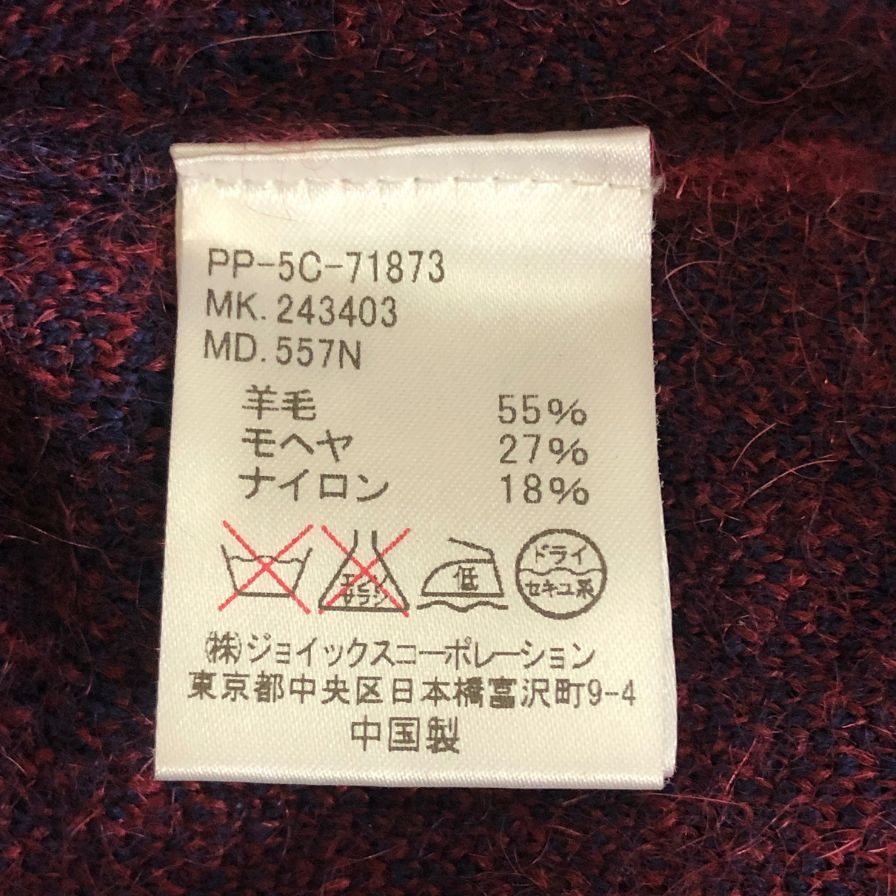 PP-5C-71873
MK. 243403
MD. 557N
羊毛 55%
モヘヤ 27%
ナイロン 18%
エンソ サラシ 低 ドライ セキユ系
㈱ジョイックスコーポレーション
東京都中央区日本橋富沢町9-4
中国製